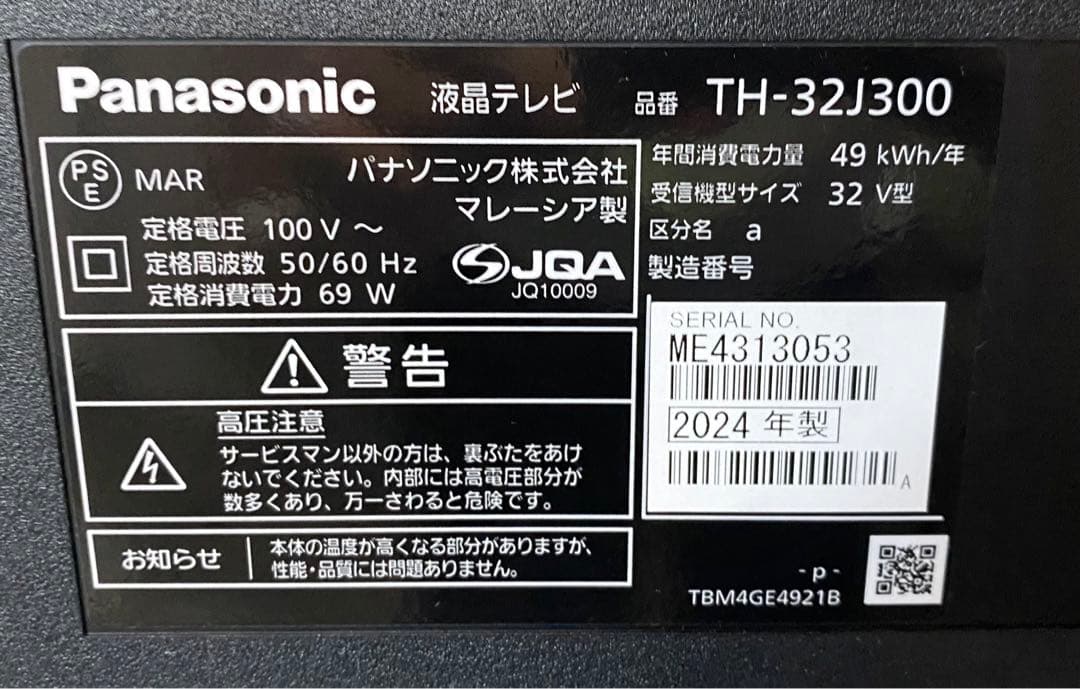 Panasonic 液晶テレビ 品番 TH-32J300
PS
E
MAR パナソニック株式会社
マレーシア製
定格電圧 100 V ～
定格周波数 50/60 Hz
定格消費電力 69 W
JQA
JQ10009
年間消費電力量 49 kWh/年
受信機型サイズ 32 V型
区分名 a
製造番号
SERIAL NO.
ME4313053
2024 年製
A
警告
高圧注意
サービスマン以外の方は、裏ぶたをあけ
ないでください。内部には高電圧部分が
数多くあり、万一さわると危険です。
お知らせ
本体の温度が高くなる部分がありますが、
性能・品質には問題ありません。
- p -
TBM4GE4921B